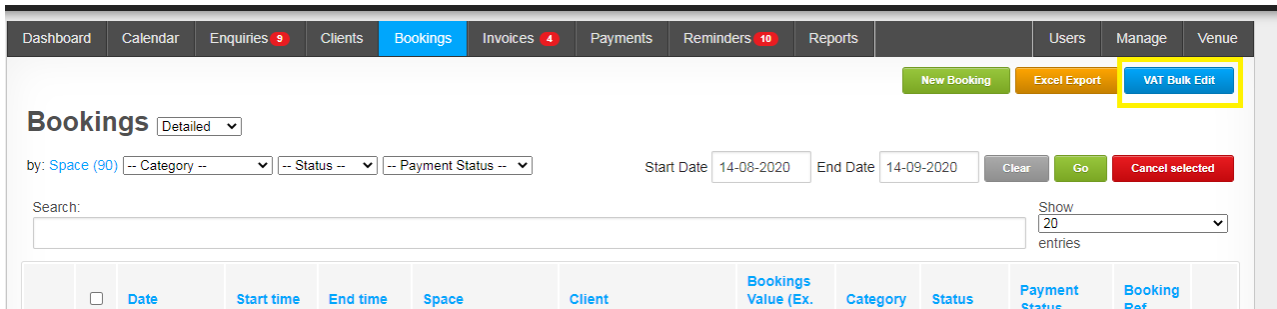 Dashboard Calendar Enquiries 9 Clients Bookings Invoices 4 Payments Reminders 10 Reports Users Manage Venue
New Booking Excel Export VAT Bulk Edit
Bookings Detailed
by: Space (90) -- Category -- -- Status -- -- Payment Status -- Start Date 14-08-2020 End Date 14-09-2020 Clear Go Cancel selected
Search: Show
20
entries
Date Start time End time Space Client Bookings Value (Ex. Category Status Payment Status Booking Ref